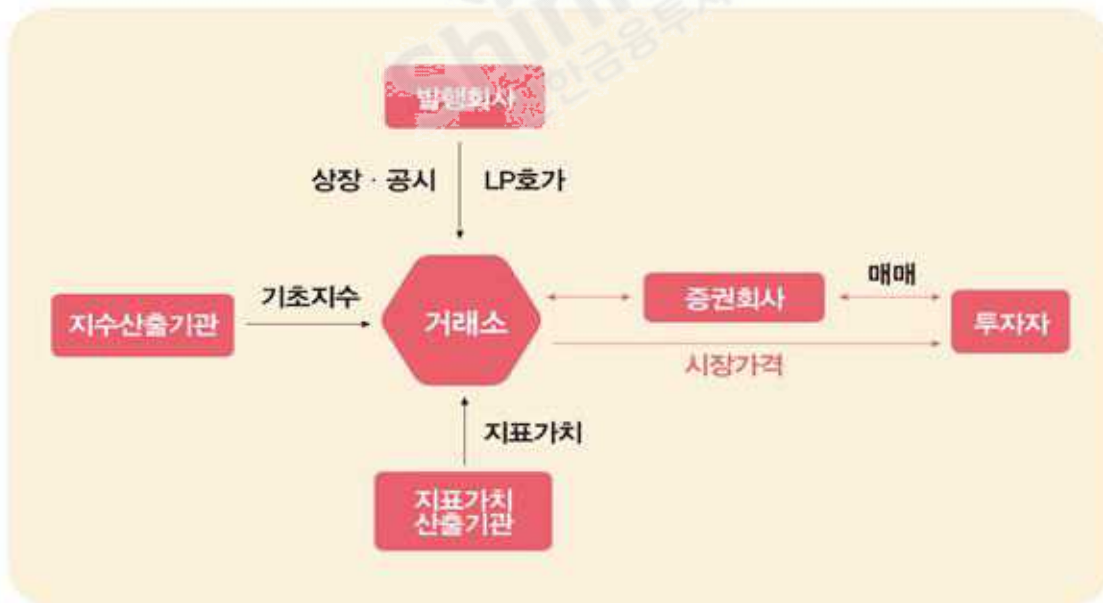 발행회사
상장 · 공시
LP호가
기초지수
지수산출기관
거래소
증권회사
매매
투자자
시장가격
지표가치
지표가치
산출기관